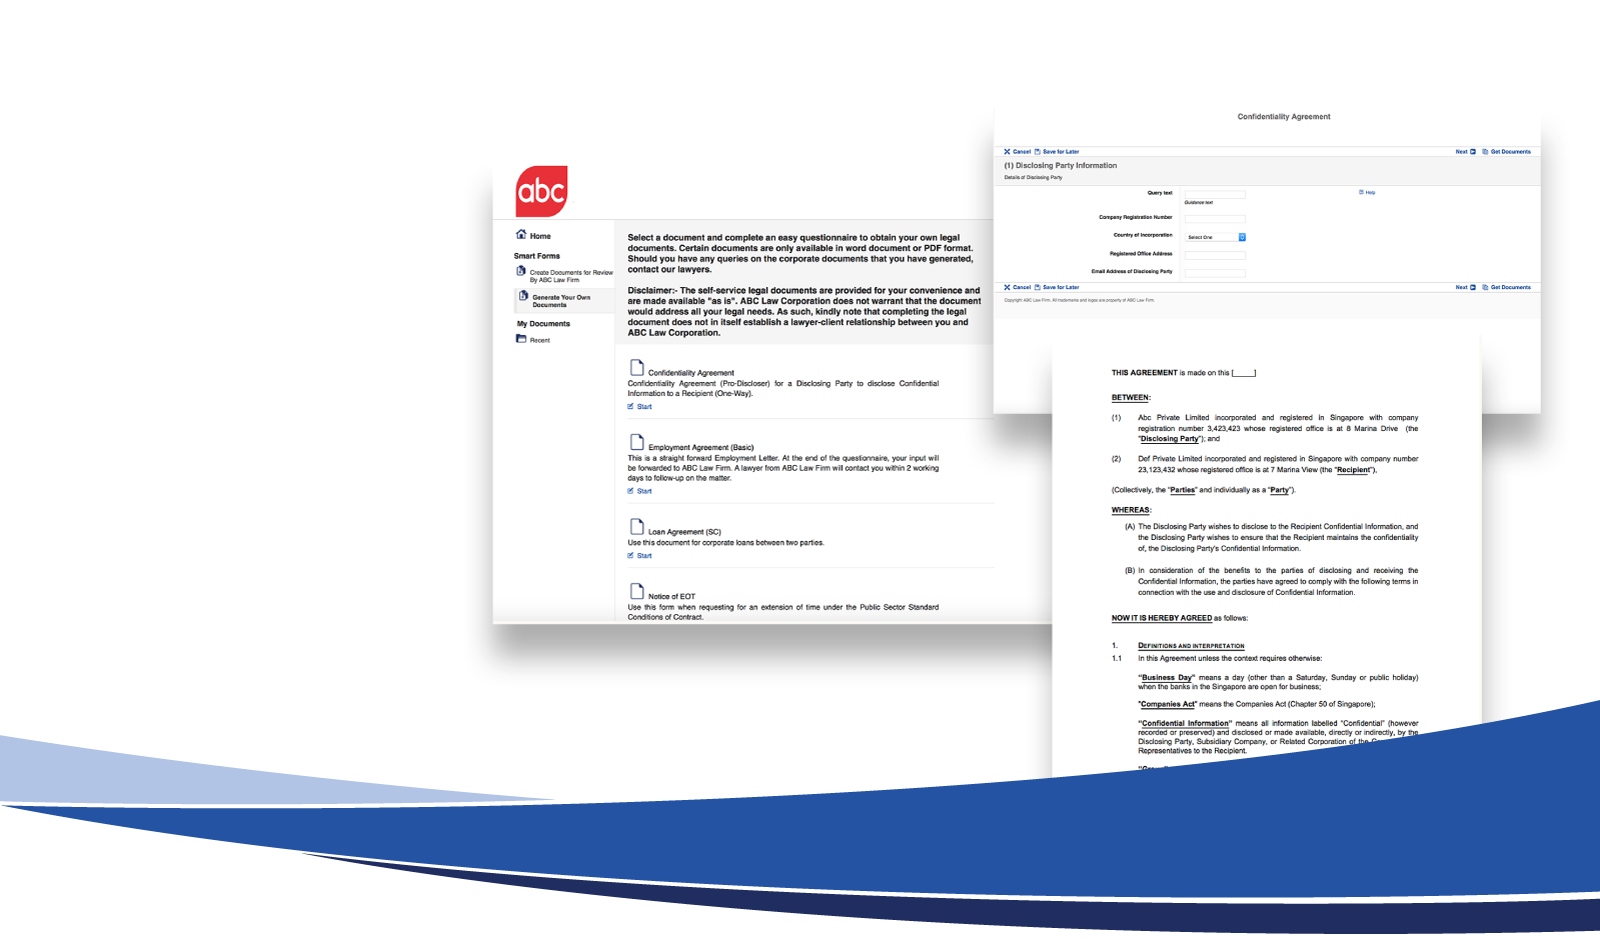 abc
Home
Smart Forms
Create Documents for Review
By ABC Law Firm
Generate Your Own
Documents
My Documents
Recent
Select a document and complete an easy questionnaire to obtain your own legal
documents. Certain documents are only available in word document or PDF format.
Should you have any queries on the corporate documents that you have generated,
contact our lawyers.
Disclaimer:- The self-service legal documents are provided for your convenience and
are made available "as is". ABC Law Corporation does not warrant that the document
would address all your legal needs. As such, kindly note that completing the legal
document does not in itself establish a lawyer-client relationship between you and
ABC Law Corporation.
Confidentiality Agreement
Confidentiality Agreement (Pro-Discloser) for a Disclosing Party to disclose Confidential
Information to a Recipient (One-Way).
Start
Employment Agreement (Basic)
This is a straight forward Employment Letter. At the end of the questionnaire, your input will
be forwarded to ABC Law Firm. A lawyer from ABC Law Firm will contact you within 2 working
days to follow-up on the matter.
Start
Loan Agreement (SC)
Use this document for corporate loans between two parties.
Start
Notice of EOT
Use this form when requesting for an extension of time under the Public Sector Standard
Conditions of Contract.
Confidentiality Agreement
Cancel Save for Later Next Get Documents
(1) Disclosing Party Information
Details of Disclosing Party
Query text
Help
Guidance text
Company Registration Number
Country of Incorporation Select One
Registered Office Address
Email Address of Disclosing Party
Cancel Save for Later Next Get Documents
Copyright ABC Law Firm. All trademarks and logos are property of ABC Law Firm.
THIS AGREEMENT is made on this [_____]
BETWEEN:
(1) Abc Private Limited incorporated and registered in Singapore with company
registration number 3,423,423 whose registered office is at 8 Marina Drive (the
"Disclosing Party"); and
(2) Def Private Limited incorporated and registered in Singapore with company number
23,123,432 whose registered office is at 7 Marina View (the "Recipient"),
(Collectively, the "Parties" and individually as a "Party").
WHEREAS:
(A) The Disclosing Party wishes to disclose to the Recipient Confidential Information, and
the Disclosing Party wishes to ensure that the Recipient maintains the confidentiality
of, the Disclosing Party's Confidential Information.
(B) In consideration of the benefits to the parties of disclosing and receiving the
Confidential Information, the parties have agreed to comply with the following terms in
connection with the use and disclosure of Confidential Information.
NOW IT IS HEREBY AGREED as follows:
1. DEFINITIONS AND INTERPRETATION
1.1 In this Agreement unless the context requires otherwise:
"Business Day" means a day (other than a Saturday, Sunday or public holiday)
when the banks in the Singapore are open for business;
"Companies Act" means the Companies Act (Chapter 50 of Singapore);
"Confidential Information" means all information labelled "Confidential" (however
recorded or preserved) and disclosed or made available, directly or indirectly, by the
Disclosing Party, Subsidiary Company, or Related Corporation of the
Representatives to the Recipient.